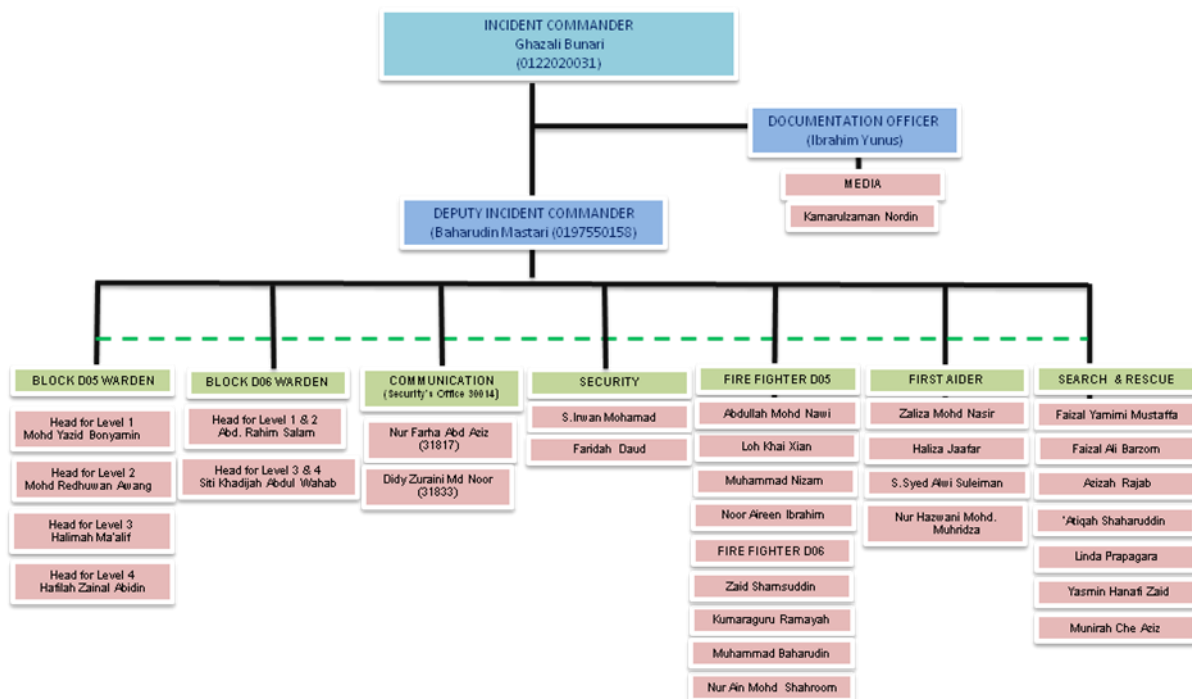 INCIDENT COMMANDER
Ghazali Bunari
(0122020031)
DOCUMENTATION OFFICER
(Ibrahim Yunus)
MEDIA
Kamarulzaman Nordin
DEPUTY INCIDENT COMMANDER
(Baharudin Mastari (0197550158)
BLOCK D05 WARDEN
Head for Level 1
Mohd Yazid Bonyamin
Head for Level 2
Mohd Redhuwan Awang
Head for Level 3
Halimah Ma'alif
Head for Level 4
Hafilah Zainal Abidin
BLOCK D06 WARDEN
Head for Level 1 & 2
Abd. Rahim Salam
Head for Level 3 & 4
Siti Khadijah Abdul Wahab
COMMUNICATION
(Security's Office 30014)
Nur Farha Abd Aziz
(31817)
Didy Zuraini Md Noor
(31833)
SECURITY
S.Irwan Mohamad
Faridah Daud
FIRE FIGHTER D05
Abdullah Mohd Nawi
Loh Khai Xian
Muhammad Nizam
Noor Aireen Ibrahim
FIRE FIGHTER D06
Zaid Shamsuddin
Kumaraguru Ramayah
Muhammad Baharudin
Nur Ain Mohd Shahroom
FIRST AIDER
Zaliza Mohd Nasir
Haliza Jaafar
S.Syed Alwi Suleiman
Nur Hazwani Mohd.
Muhridza
SEARCH & RESCUE
Faizal Yamimi Mustaffa
Faizal Ali Barzom
Azizah Rajab
'Atiqah Shaharuddin
Linda Prapagara
Yasmin Hanafi Zaid
Munirah Che Aziz